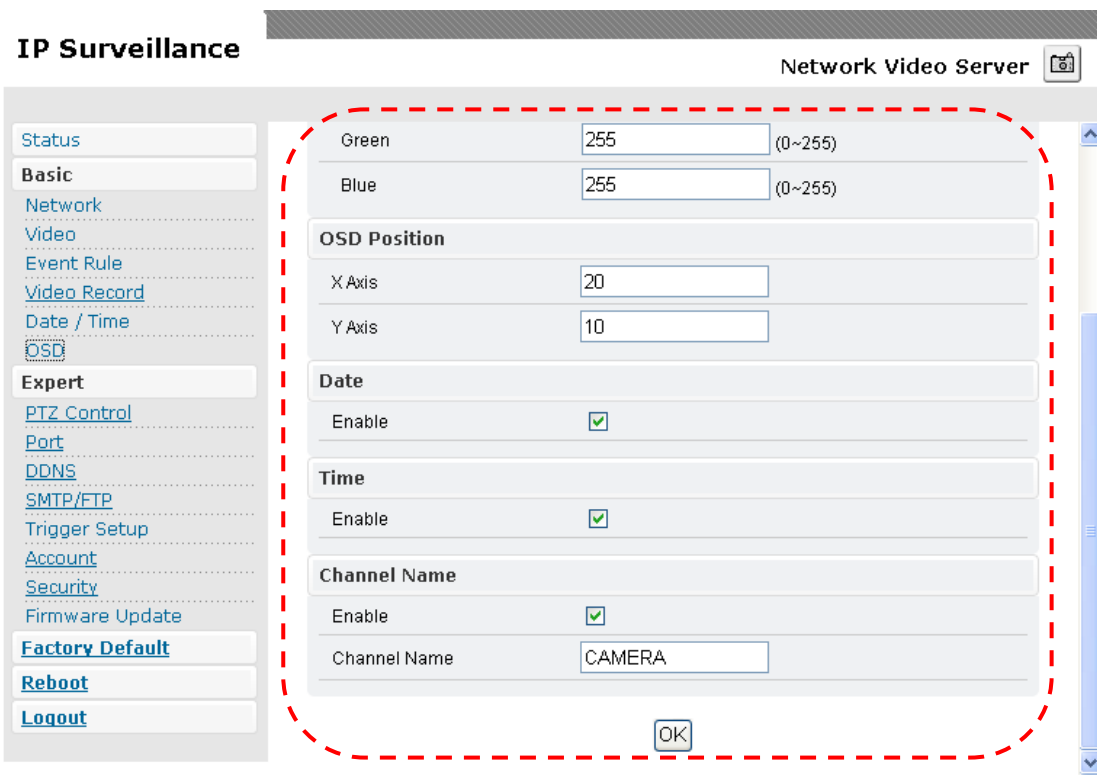 IP Surveillance
Network Video Server
Status
Basic
Network
Video
Event Rule
Video Record
Date / Time
OSD
Expert
PTZ Control
Port
DDNS
SMTP/FTP
Trigger Setup
Account
Security
Firmware Update
Factory Default
Reboot
Logout
Green 255 (0~255)
Blue 255 (0~255)
OSD Position
X Axis 20
Y Axis 10
Date
Enable
Time
Enable
Channel Name
Enable
Channel Name CAMERA
OK